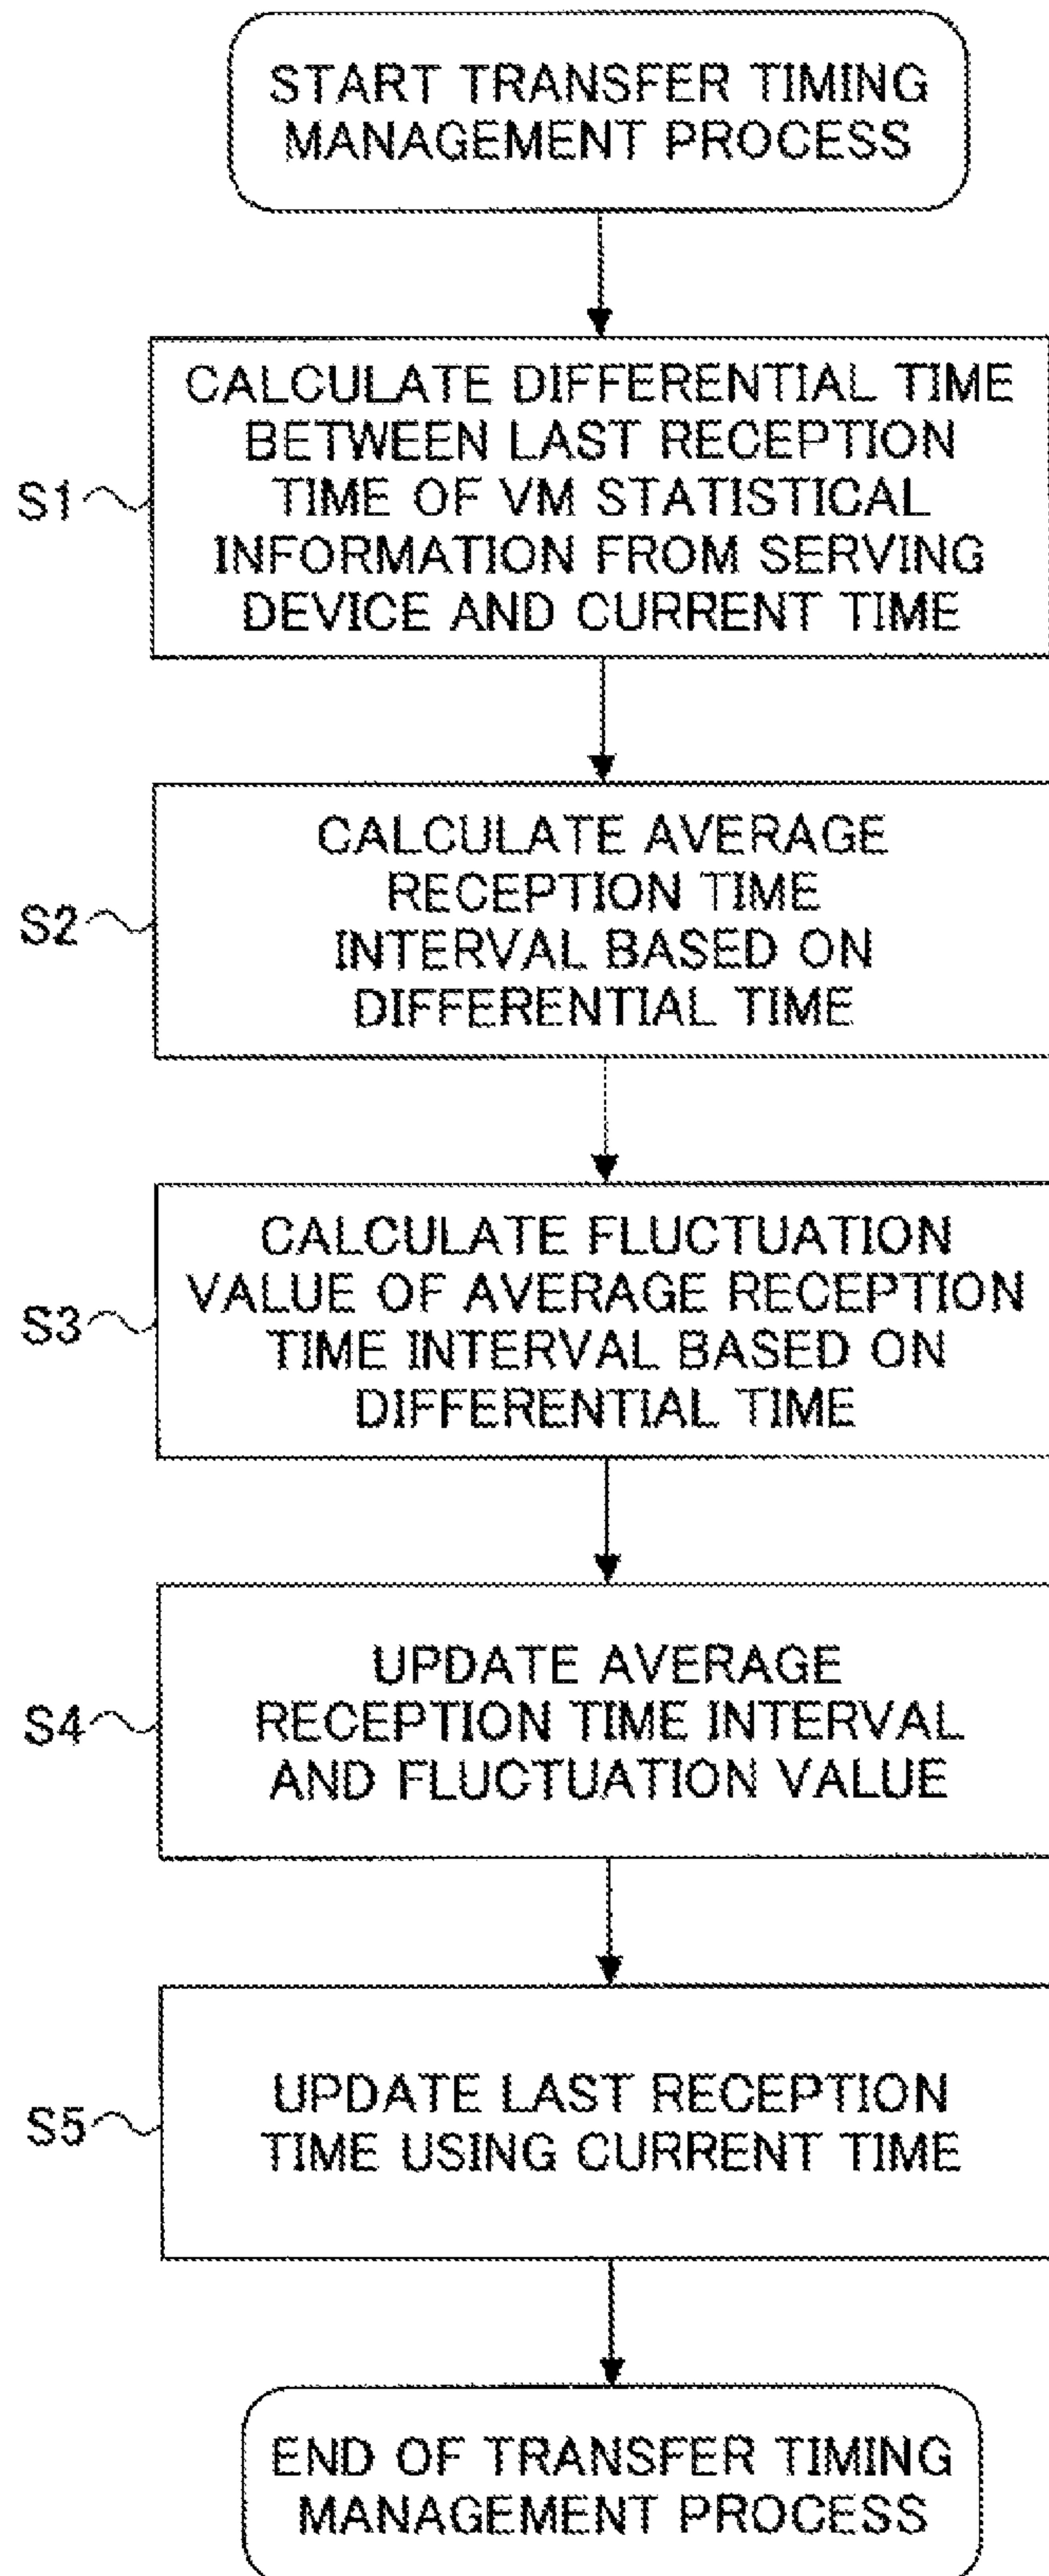 START TRANSFER TIMING
MANAGEMENT PROCESS
S1
CALCULATE DIFFERENTIAL TIME
BETWEEN LAST RECEPTION
TIME OF VM STATISTICAL
INFORMATION FROM SERVING
DEVICE AND CURRENT TIME
S2
CALCULATE AVERAGE
RECEPTION TIME
INTERVAL BASED ON
DIFFERENTIAL TIME
S3
CALCULATE FLUCTUATION
VALUE OF AVERAGE RECEPTION
TIME INTERVAL BASED ON
DIFFERENTIAL TIME
S4
UPDATE AVERAGE
RECEPTION TIME INTERVAL
AND FLUCTUATION VALUE
S5
UPDATE LAST RECEPTION
TIME USING CURRENT TIME
END OF TRANSFER TIMING
MANAGEMENT PROCESS